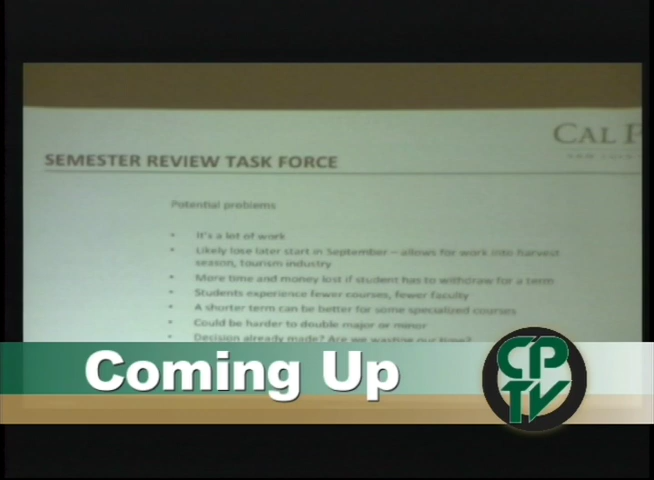 CAL P
SEMESTER REVIEW TASK FORCE
Potential problems
• It's a lot of work
• Likely lose later start in September – allows for work into harvest
season, tourism industry
• More time and money lost if student has to withdraw for a term
• Students experience fewer courses, fewer faculty
• A shorter term can be better for some specialized courses
• Could be harder to double major or minor
• Decision already made? Are we wasting our time?
Coming Up
CP
TV